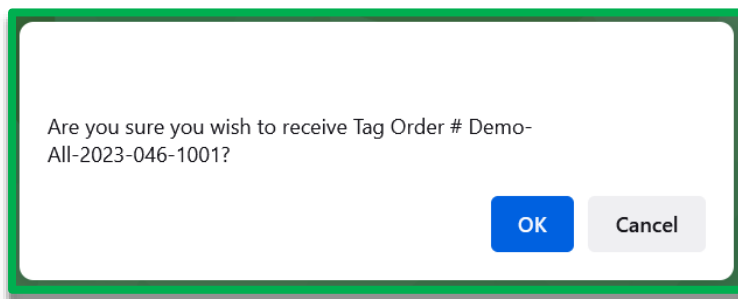 Are you sure you wish to receive Tag Order # Demo-
All-2023-046-1001?
OK
Cancel